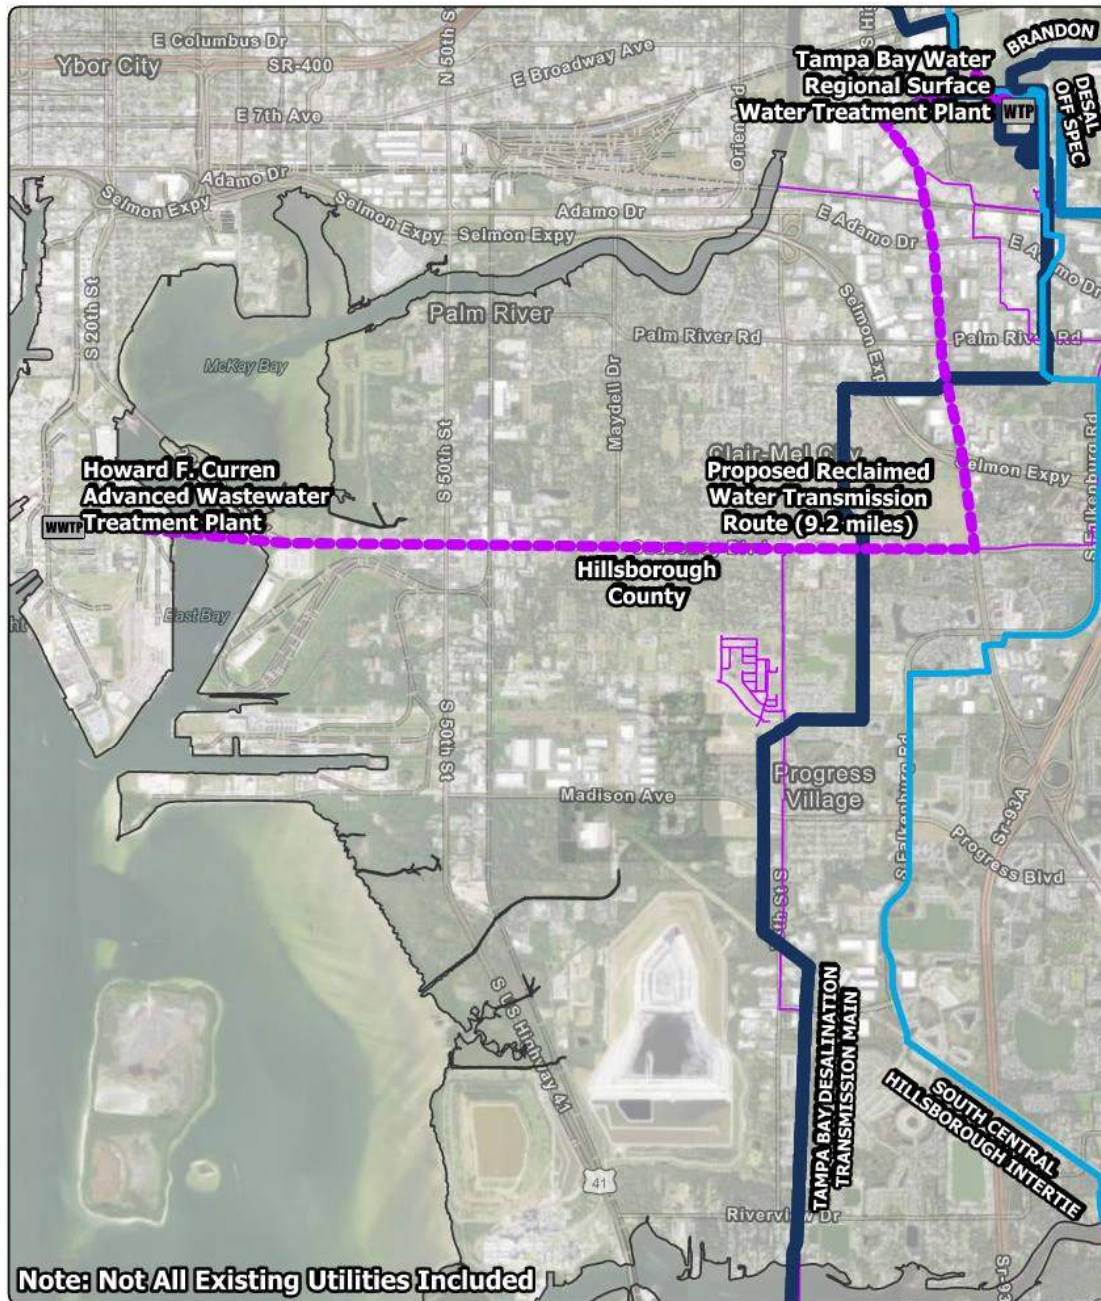 E Columbus Dr
Ybor City
SR-400
N 50th St
E Broadway Ave
E 7th Ave
BRANDON
Tampa Bay Water
Regional Surface
Water Treatment Plant
WTP
DESAL
OFF SPEC
Adamo Dr
Selmon Expy
Selmon Expy
Selmon Expy
Adamo Dr
E Adamo Dr
E Adamo Dr
S 20th St
Palm River
Palm River Rd
Palm River Rd
Selmon Expy
McKay Bay
Maydell Dr
S 50th St
Clair-Mel City
Selmon Expy
S Falkenburg Rd
Howard F. Curren
Advanced Wastewater
Treatment Plant
WWTP
Proposed Reclaimed
Water Transmission
Route (9.2 miles)
Hillsborough
County
East Bay
S 50th St
S Falkenburg Rd
Progress
Village
Madison Ave
Sr-93A
Progress Blvd
S US Highway 41
41
TAMPA BAY DESALINATION
TRANSMISSION MAIN
SOUTH CENTRAL
HILLSBOROUGH INTERTIE
Riverview Dr
Note: Not All Existing Utilities Included